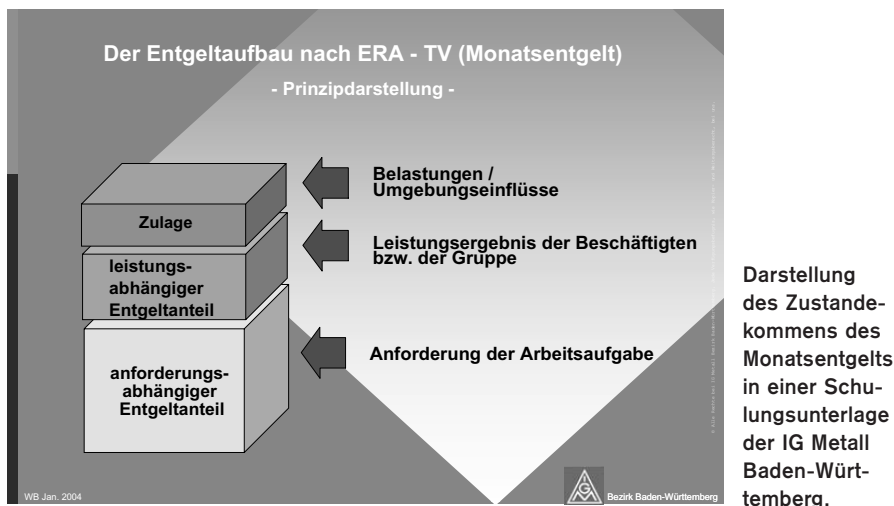 Der Entgeltaufbau nach ERA - TV (Monatsentgelt)
- Prinzipdarstellung -
Belastungen /
Umgebungseinflüsse
Zulage
Leistungsergebnis der Beschäftigten
bzw. der Gruppe
leistungs-
abhängiger
Entgeltanteil
Anforderung der Arbeitsaufgabe
anforderungs-
abhängiger
Entgeltanteil
WB Jan. 2004
IGM
Bezirk Baden-Württemberg
Darstellung
des Zustande-
kommens des
Monatsentgelts
in einer Schu-
lungsunterlage
der IG Metall
Baden-Würt-
temberg.